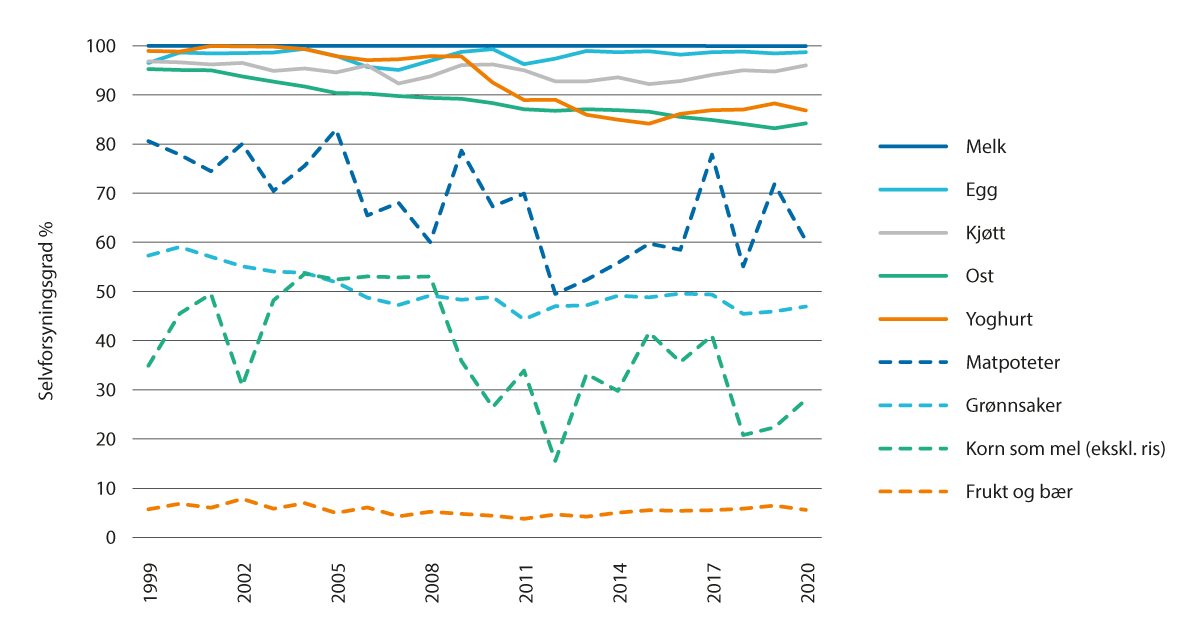 Selvforsyningsgrad %
100
90
80
70
60
50
40
30
20
10
0
1999
2002
2005
2008
2011
2014
2017
2020
Melk
Egg
Kjøtt
Ost
Yoghurt
Matpoteter
Grønnsaker
Korn som mel (ekskl. ris)
Frukt og bær